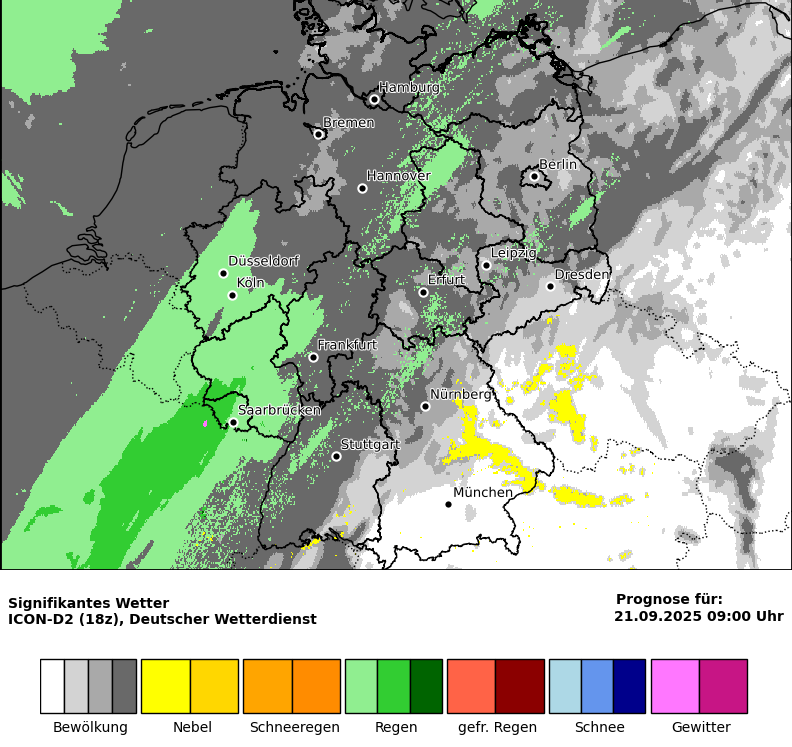 Hamburg
Bremen
Hannover
Berlin
Leipzig
Düsseldorf
Köln
Erfurt
Dresden
Frankfurt
Nürnberg
Saarbrücken
Stuttgart
München
Signifikantes Wetter
ICON-D2 (18z), Deutscher Wetterdienst
Prognose für:
21.09.2025 09:00 Uhr
Bewölkung Nebel Schneeregen Regen gefr. Regen Schnee Gewitter